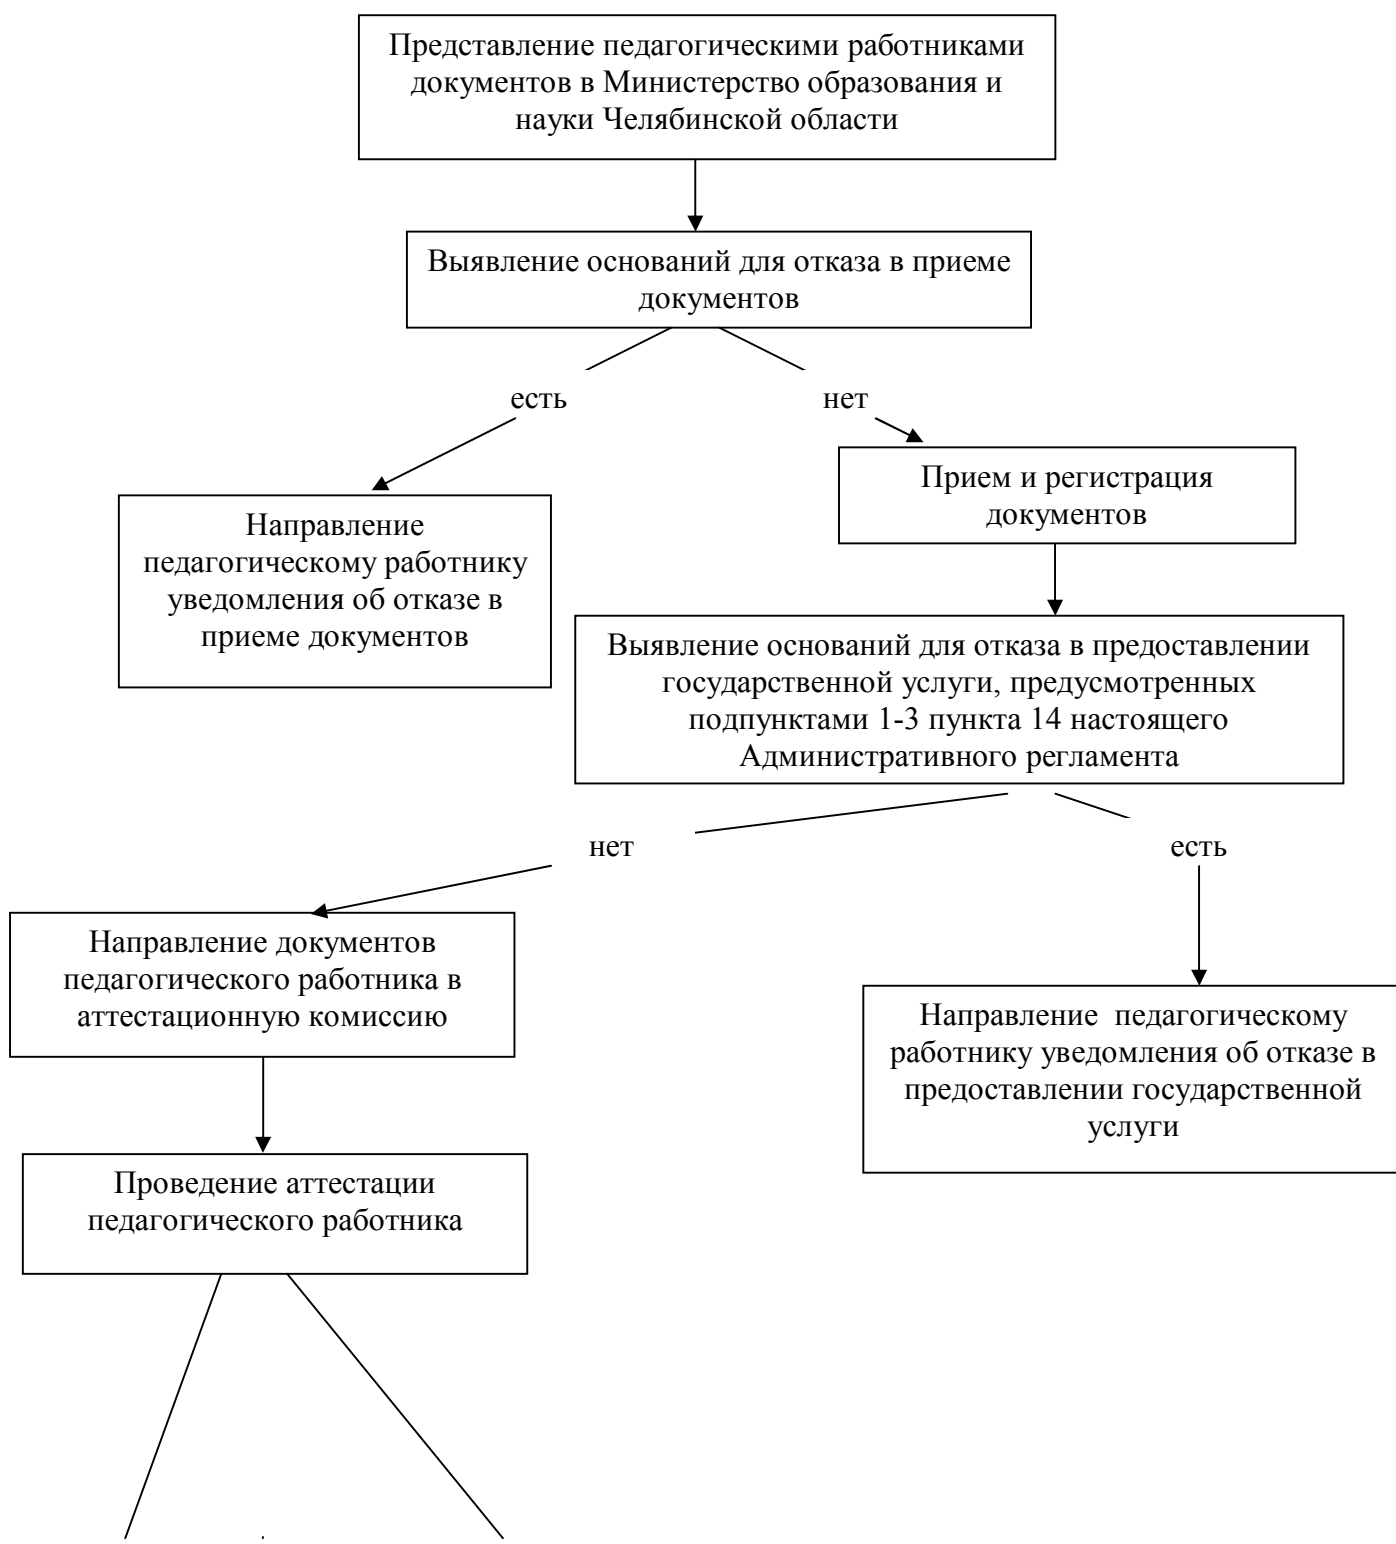 Представление педагогическими работниками
документов в Министерство образования и
науки Челябинской области
Выявление оснований для отказа в приеме
документов
есть
нет
Прием и регистрация
документов
Направление
педагогическому работнику
уведомления об отказе в
приеме документов
Выявление оснований для отказа в предоставлении
государственной услуги, предусмотренных
подпунктами 1-3 пункта 14 настоящего
Административного регламента
нет
есть
Направление документов
педагогического работника в
аттестационную комиссию
Направление педагогическому
работнику уведомления об отказе в
предоставлении государственной
услуги
Проведение аттестации
педагогического работника